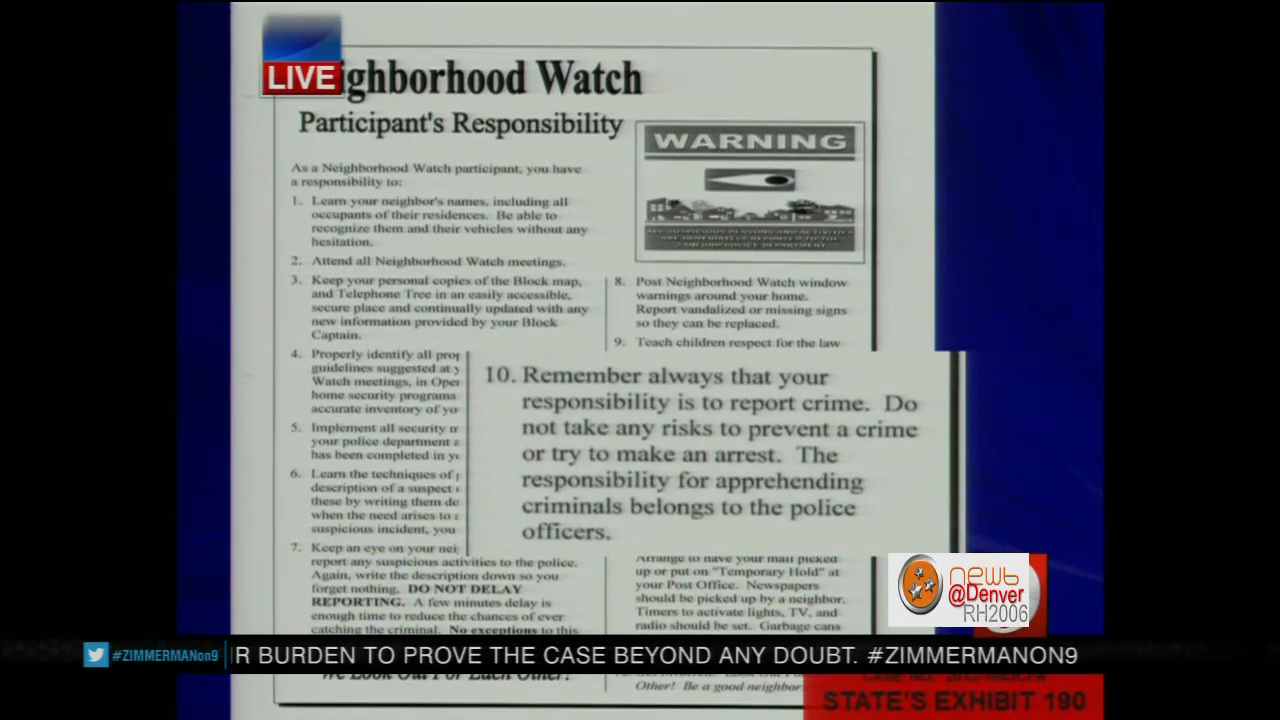 LIVE
ighborhood Watch
Participant's Responsibility
WARNING
As a Neighborhood Watch participant, you have
a responsibility to:
1. Learn your neighbor's names, including all
occupants of their residences. Be able to
recognize them and their vehicles without any
hesitation.
2. Attend all Neighborhood Watch meetings.
3. Keep your personal copies of the Block map,
and Telephone Tree in an easily accessible,
secure place and continually updated with any
new information provided by your Block
Captain.
4. Properly identify all
guidelines suggested at
Watch meetings, in
home security programs
accurate inventory of
5. Implement all security
your police department
has been completed in
6. Learn the techniques of
description of a suspect
these by writing them
when the need arises to
suspicious incident, you
7. Keep an eye on your
report any suspicious activities to the police.
Again, write the description down so you
forget nothing. DO NOT DELAY
REPORTING. A few minutes delay is
enough time to reduce the chances of ever
catching the criminal. No exceptions to this
We Look Out For Each Other!
8. Post Neighborhood Watch window
warnings around your home.
Report vandalized or missing signs
so they can be replaced.
9. Teach children respect for the law
10. Remember always that your
responsibility is to report crime. Do
not take any risks to prevent a crime
or try to make an arrest. The
responsibility for apprehending
criminals belongs to the police
officers.
Arrange to have your mail picked
up or put on "Temporary Hold" at
your Post Office. Newspapers
should be picked up by a neighbor.
Timers to activate lights, TV, and
radio should be set. Garbage cans
Other! Be a good neighbor
@Denver
RH2006
#ZIMMERMANon9
R BURDEN TO PROVE THE CASE BEYOND ANY DOUBT. #ZIMMERMANON9
STATE'S EXHIBIT 190